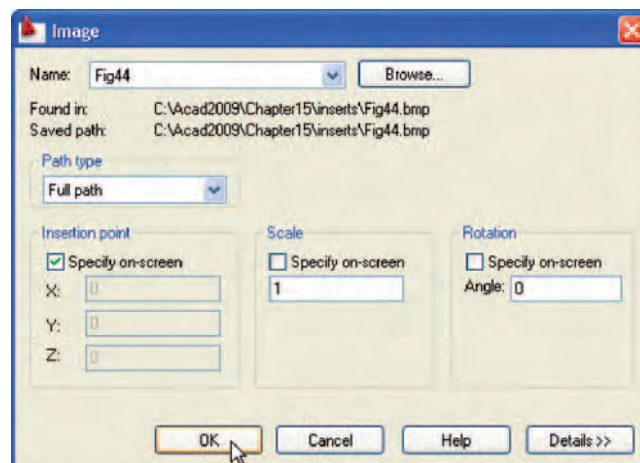 Image
Name: Fig44 Browse...
Found in: C:\Acad2009\Chapter15\inserts\Fig44.bmp
Saved path: C:\Acad2009\Chapter15\inserts\Fig44.bmp
Path type
Full path
Insertion point Scale Rotation
Specify on-screen Specify on-screen Specify on-screen
X: 0 1 Angle: 0
Y: 0
Z: 0
OK Cancel Help Details >>